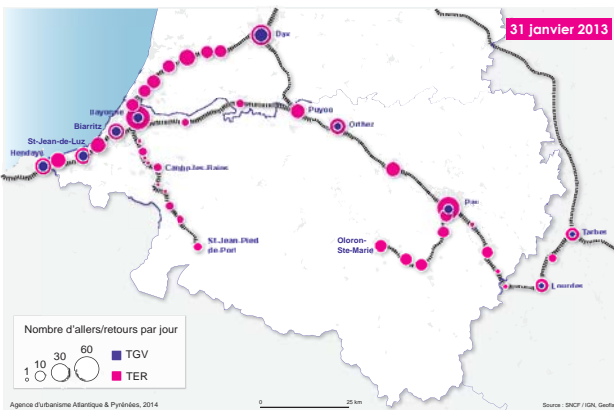 31 janvier 2013
Dax
Bayonne
Biarritz
St-Jean-de-Luz
Hendaye
Puyoo
Orthez
Cambo-les-Bains
St-Jean-Pied
de-Port
Oloron-
Ste-Marie
Pau
Tarbes
Lourdes
Nombre d'allers/retours par jour
1 10 30 60
TGV
TER
0 25 km
Agence d'urbanisme Atlantique & Pyrénées, 2014
Source : SNCF / IGN, Geofla